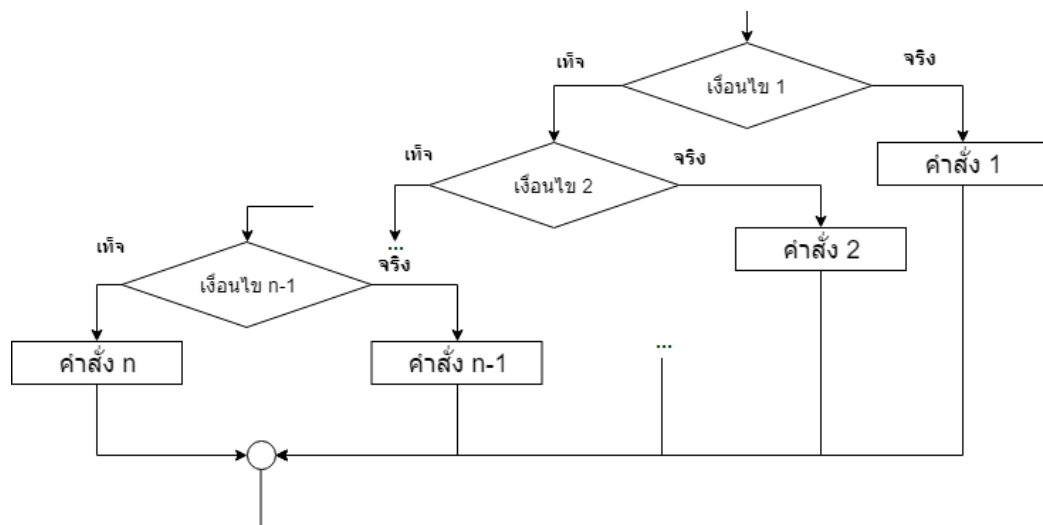 เท็จ
จริง
เงื่อนไข 1
เท็จ
จริง
คำสั่ง 1
เงื่อนไข 2
...
เท็จ
จริง
คำสั่ง 2
เงื่อนไข n-1
...
คำสั่ง n
คำสั่ง n-1